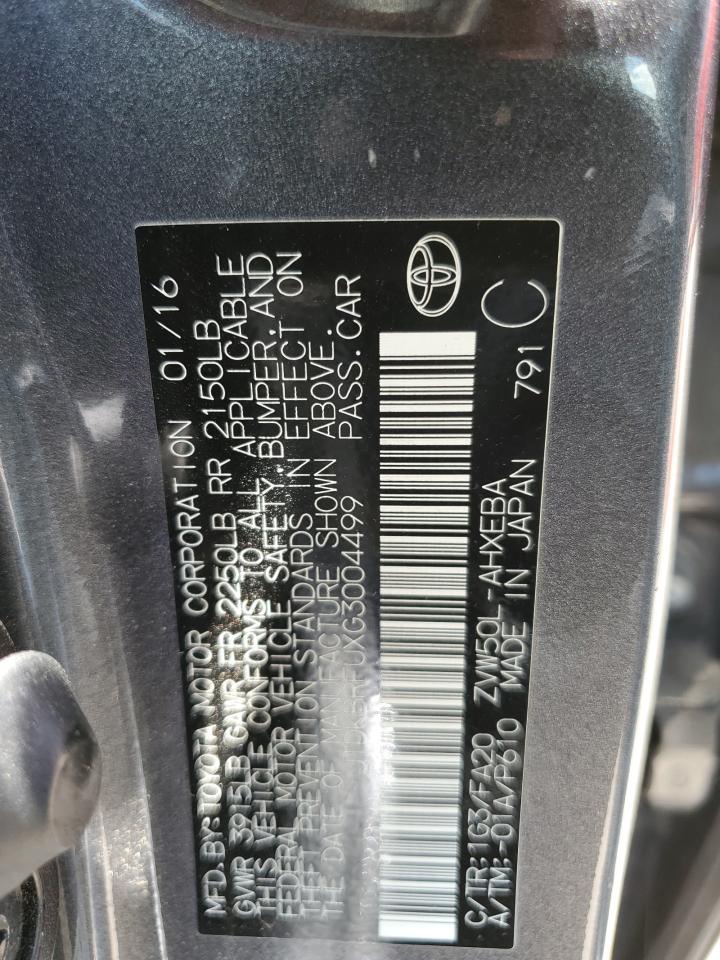 MFD. BY: TOYOTA MOTOR CORPORATION 01/16
GVWR 3915LB GAWR FR 2250LB RR 2150LB
THIS VEHICLE CONFORMS TO ALL APPLICABLE
FEDERAL MOTOR VEHICLE SAFETY, BUMPER, AND
THEFT PREVENTION STANDARDS IN EFFECT ON
THE DATE OF MANUFACTURE SHOWN ABOVE.
PASS.CAR
C/TR:1G3/FA20 ZVW50L-AHXEBA
A/TM:-01A/P610 MADE IN JAPAN 791 C